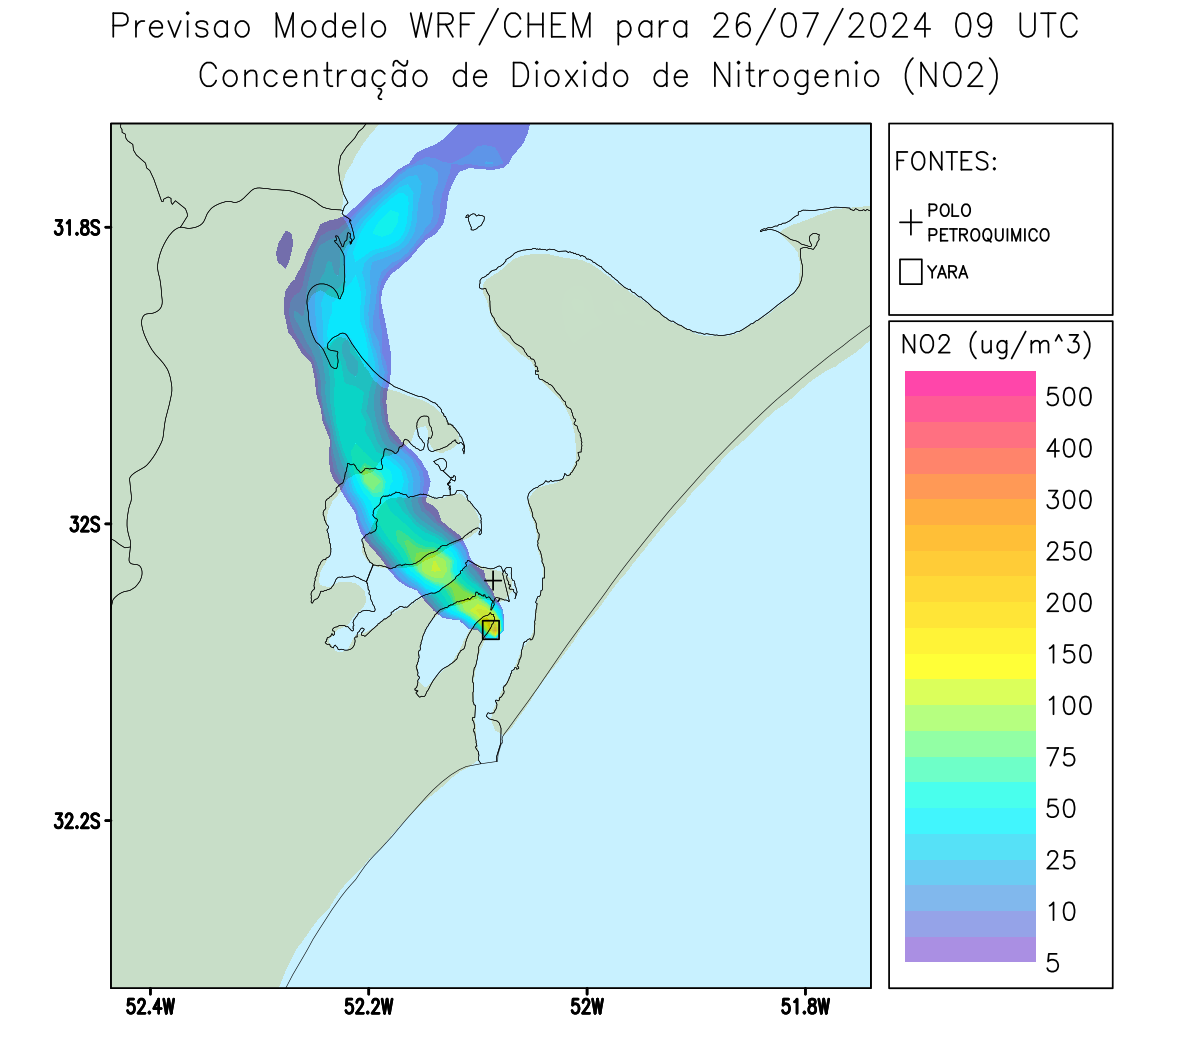 Previsao Modelo WRF/CHEM para 26/07/2024 09 UTC
Concentração de Dioxido de Nitrogenio (NO2)
FONTES:
POLO
PETROQUIMICO
YARA
31.8S
32S
32.2S
52.4W
52.2W
52W
51.8W
NO2 (ug/m^3)
500
400
300
250
200
150
100
75
50
25
10
5